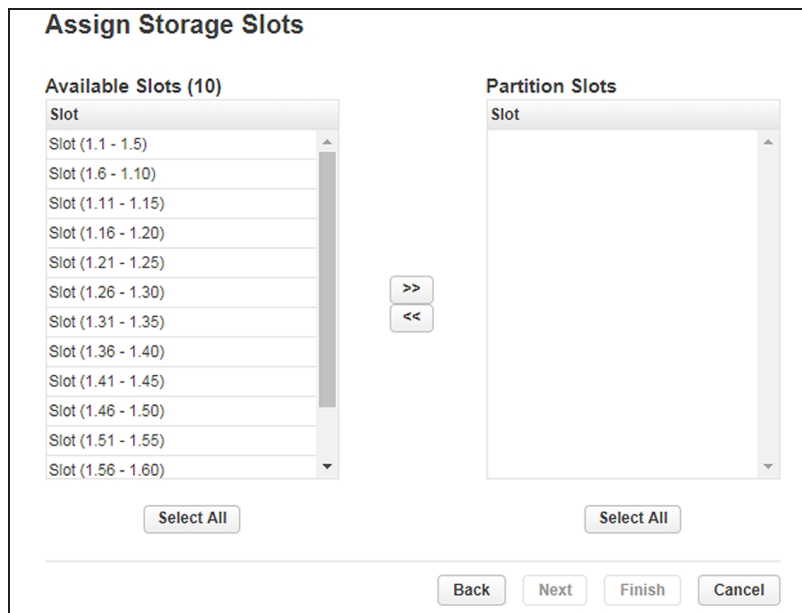 Assign Storage Slots
Available Slots (10)
Slot
Slot (1.1 - 1.5)
Slot (1.6 - 1.10)
Slot (1.11 - 1.15)
Slot (1.16 - 1.20)
Slot (1.21 - 1.25)
Slot (1.26 - 1.30)
Slot (1.31 - 1.35)
Slot (1.36 - 1.40)
Slot (1.41 - 1.45)
Slot (1.46 - 1.50)
Slot (1.51 - 1.55)
Slot (1.56 - 1.60)
Select All
>>
<<
Partition Slots
Slot
Select All
Back Next Finish Cancel